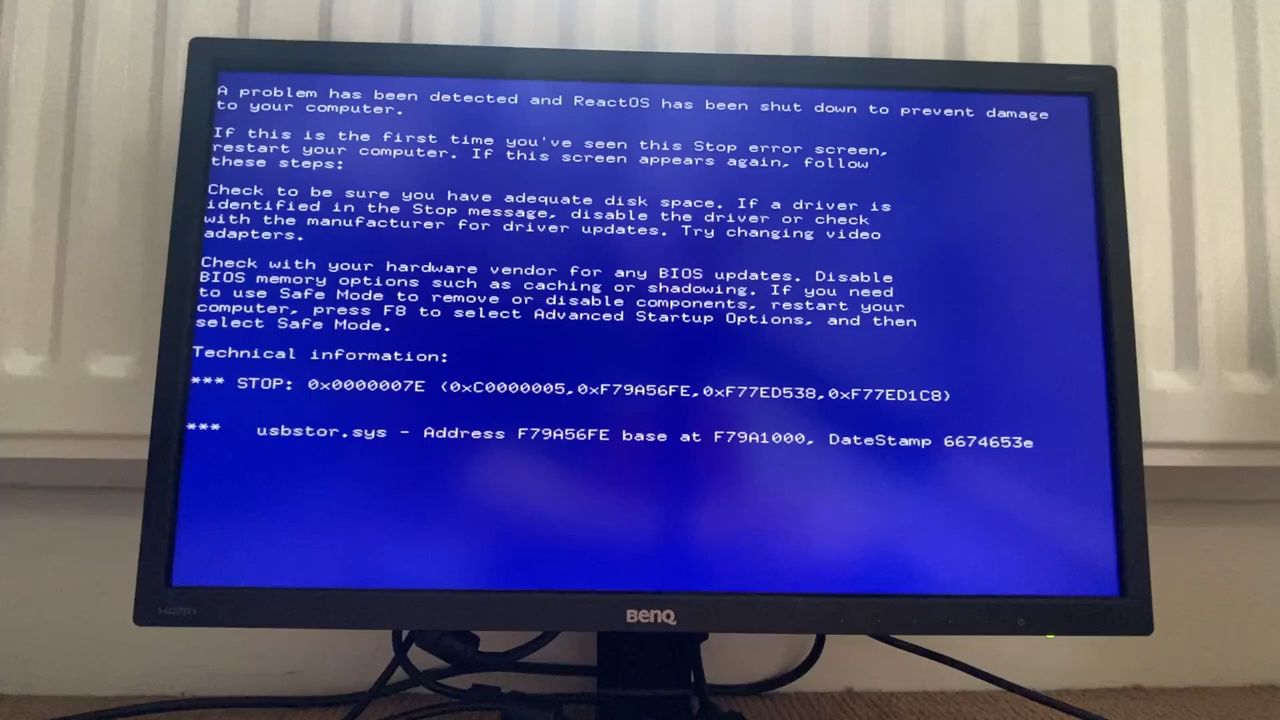 A problem has been detected and ReactOS has been shut down to prevent damage
to your computer.
If this is the first time you've seen this Stop error screen,
restart your computer. If this screen appears again, follow
these steps:
Check to be sure you have adequate disk space. If a driver is
identified in the Stop message, disable the driver or check
with the manufacturer for driver updates. Try changing video
adapters.
Check with your hardware vendor for any BIOS updates. Disable
BIOS memory options such as caching or shadowing. If you need
to use Safe Mode to remove or disable components, restart your
computer, press F8 to select Advanced Startup Options, and then
select Safe Mode.
Technical information:
*** STOP: 0x0000007E (0xC0000005,0xF79A56FE,0xF77ED538,0xF77ED1C8)
*** usbstor.sys - Address F79A56FE base at F79A1000, DateStamp 6674653e
HDMI
BenQ